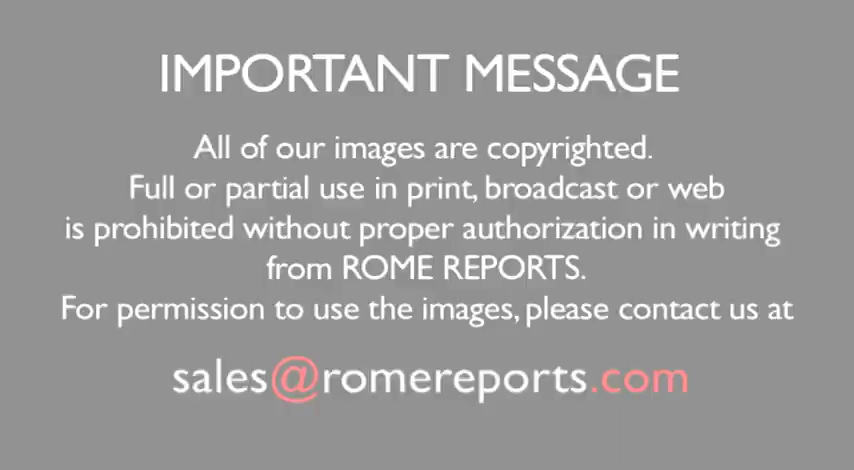 IMPORTANT MESSAGE
All of our images are copyrighted.
Full or partial use in print, broadcast or web
is prohibited without proper authorization in writing
from ROME REPORTS.
For permission to use the images, please contact us at
sales@romereports.com